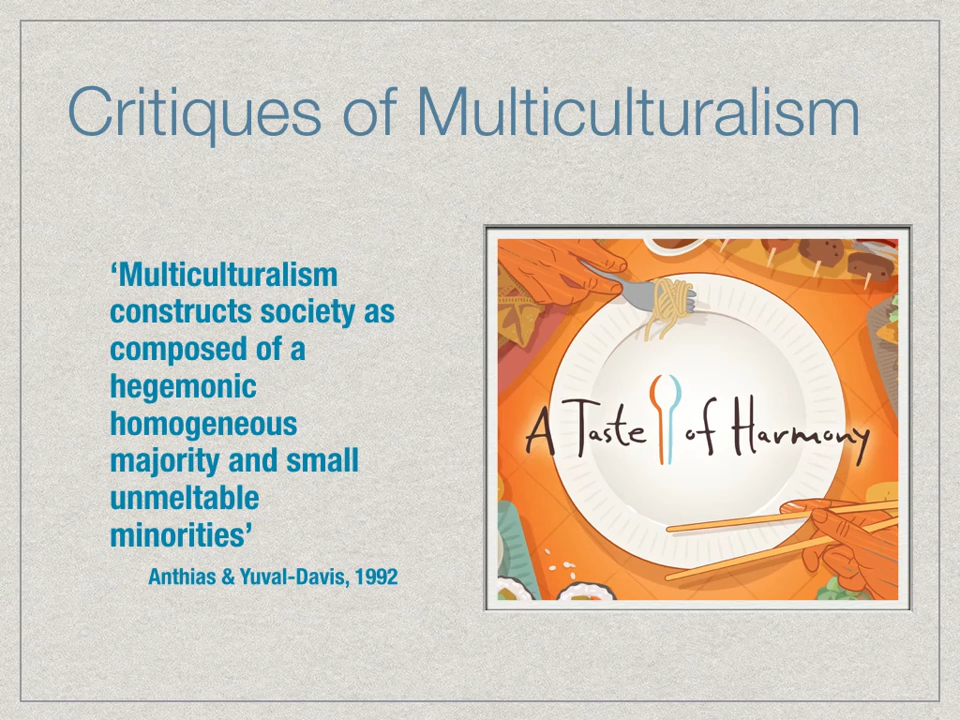 Critiques of Multiculturalism
‘Multiculturalism
constructs society as
composed of a
hegemonic
homogeneous
majority and small
unmeltable
minorities’
Anthias & Yuval-Davis, 1992
A Taste of Harmony